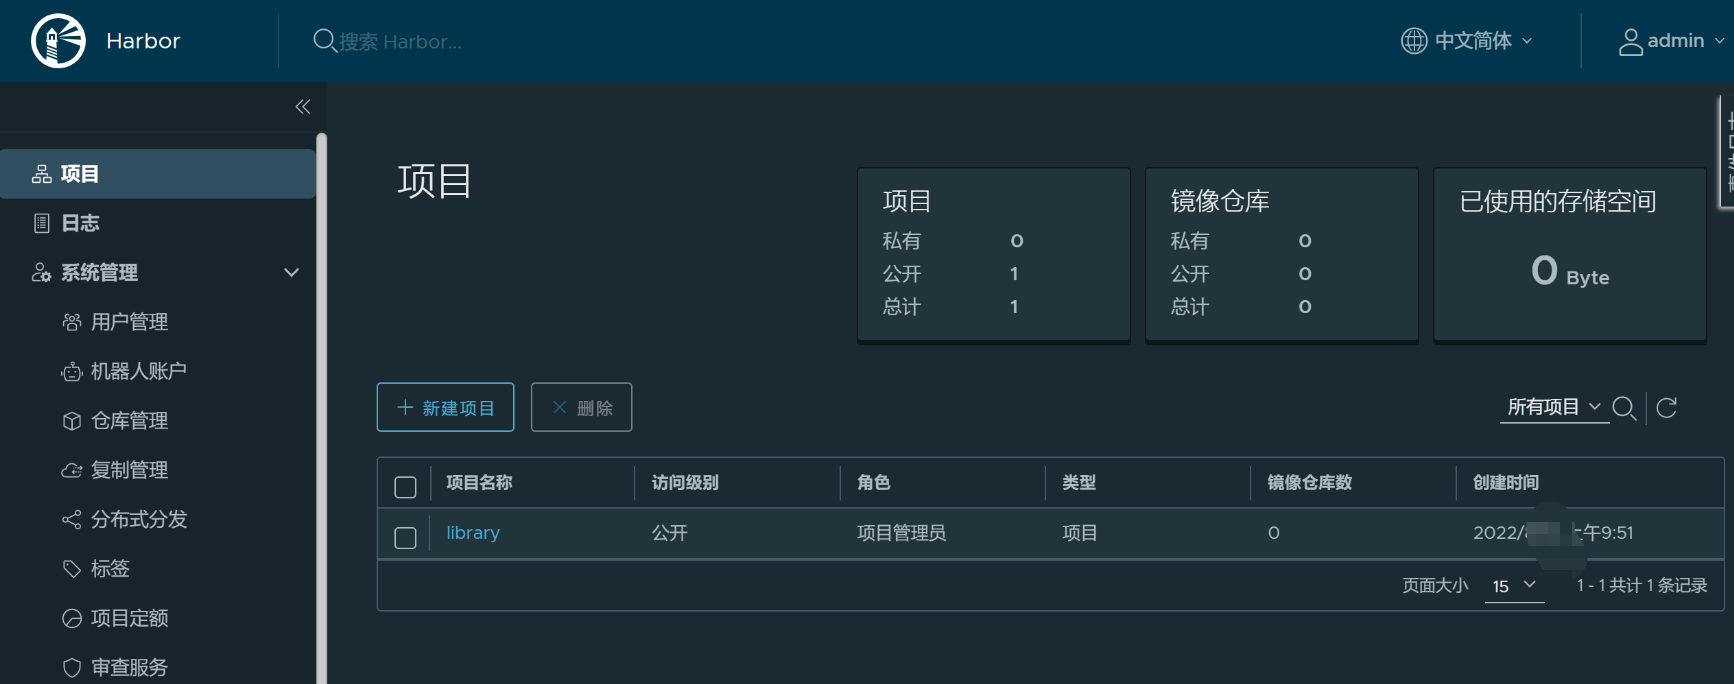 Harbor
搜索 Harbor...
中文简体
admin
项目
日志
系统管理
用户管理
机器人账户
仓库管理
复制管理
分布式分发
标签
项目定额
审查服务
项目
项目
私有 0
公开 1
总计 1
镜像仓库
私有 0
公开 0
总计 0
已使用的存储空间
0 Byte
新建项目
删除
所有项目
项目名称 访问级别 角色 类型 镜像仓库数 创建时间
library 公开 项目管理员 项目 0 2022/ 午9:51
页面大小 15 1 - 1 共计 1 条记录